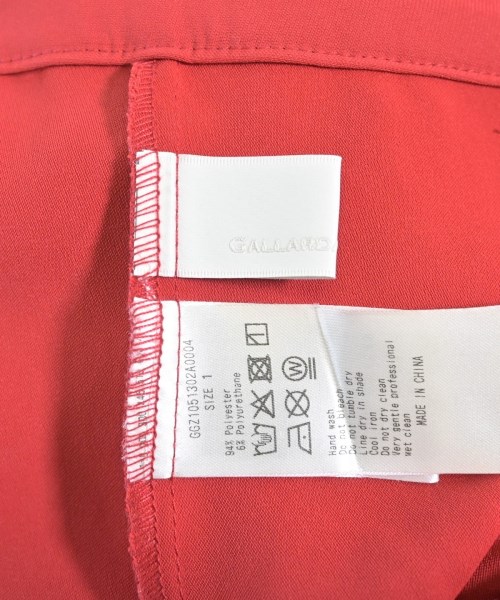 GALLARD
GGZ1051302A0004
SIZE 1
94% Polyester
6% Polyurethane
Hand wash
Do not bleach
Do not tumble dry
Line dry in shade
Cool iron
Do not dry clean
Very gentle professional
wet clean
MADE IN CHINA